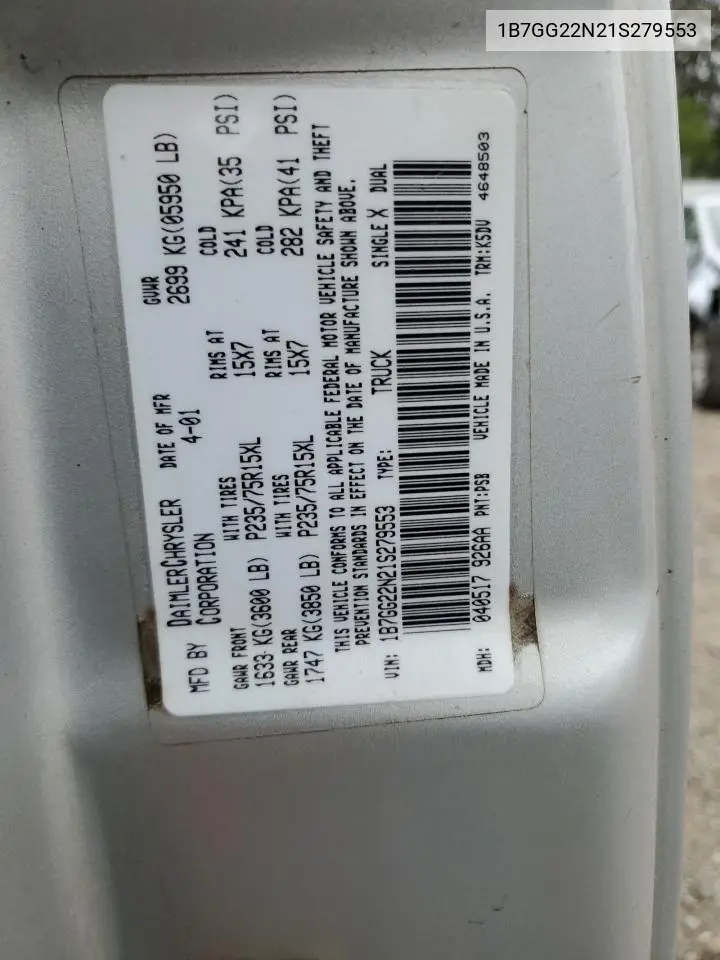 1B7GG22N21S279553
MFD BY DAIMLERCHRYSLER CORPORATION DATE OF MFR 4-01 GVWR 2699 KG(05950 LB)
GAWR FRONT WITH TIRES RIMS AT COLD
1633 KG(3600 LB) P235/75R15XL 15X7 241 KPA(35 PSI)
GAWR REAR WITH TIRES RIMS AT COLD
1747 KG(3850 LB) P235/75R15XL 15X7 282 KPA(41 PSI)
THIS VEHICLE CONFORMS TO ALL APPLICABLE FEDERAL MOTOR VEHICLE SAFETY AND THEFT
PREVENTION STANDARDS IN EFFECT ON THE DATE OF MANUFACTURE SHOWN ABOVE.
VIN: 1B7GG22N21S279553 TYPE: TRUCK SINGLE X DUAL
MDH: 040517 926AA PNT:PSB VEHICLE MADE IN U.S.A. TRM:K5DV 4648503